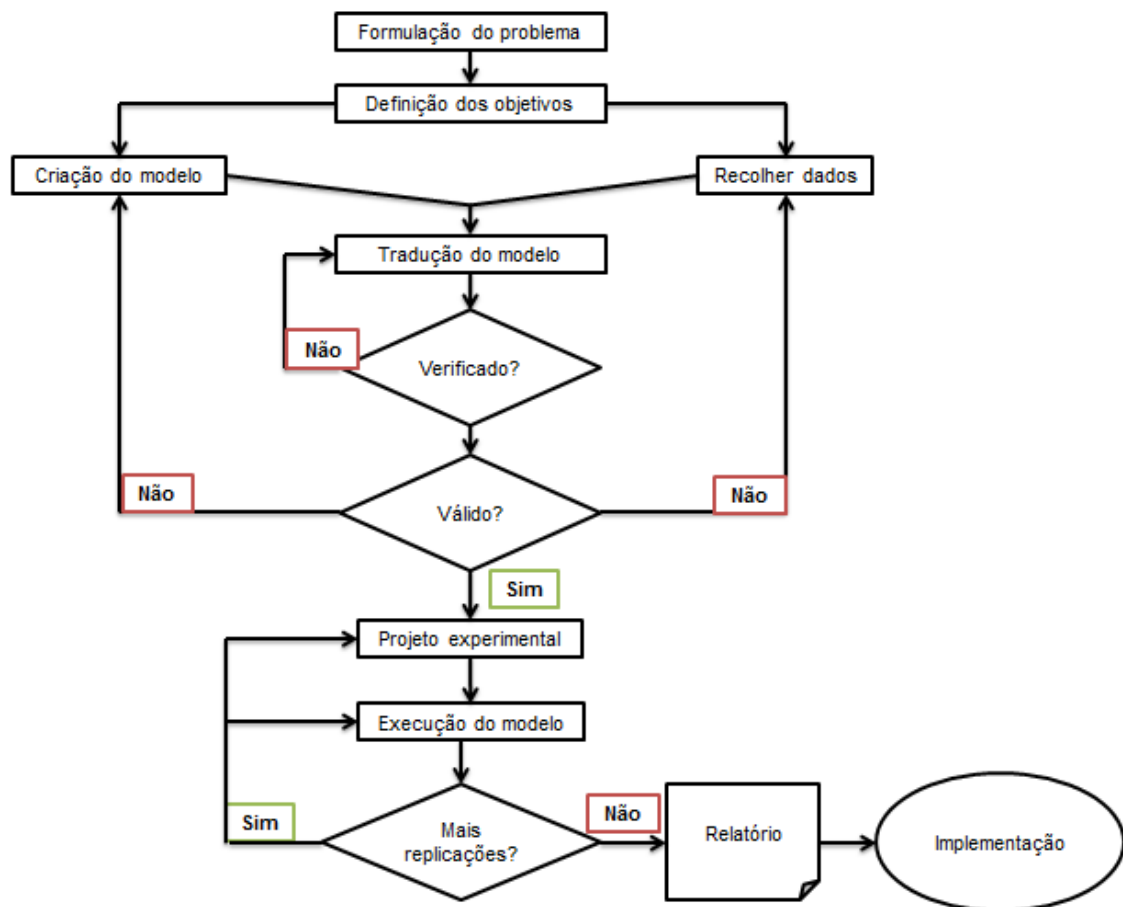 Formulação do problema
Definição dos objetivos
Criação do modelo
Recolher dados
Tradução do modelo
Não
Verificado?
Não
Válido?
Não
Sim
Projeto experimental
Execução do modelo
Sim
Mais
replicações?
Não
Relatório
Implementação